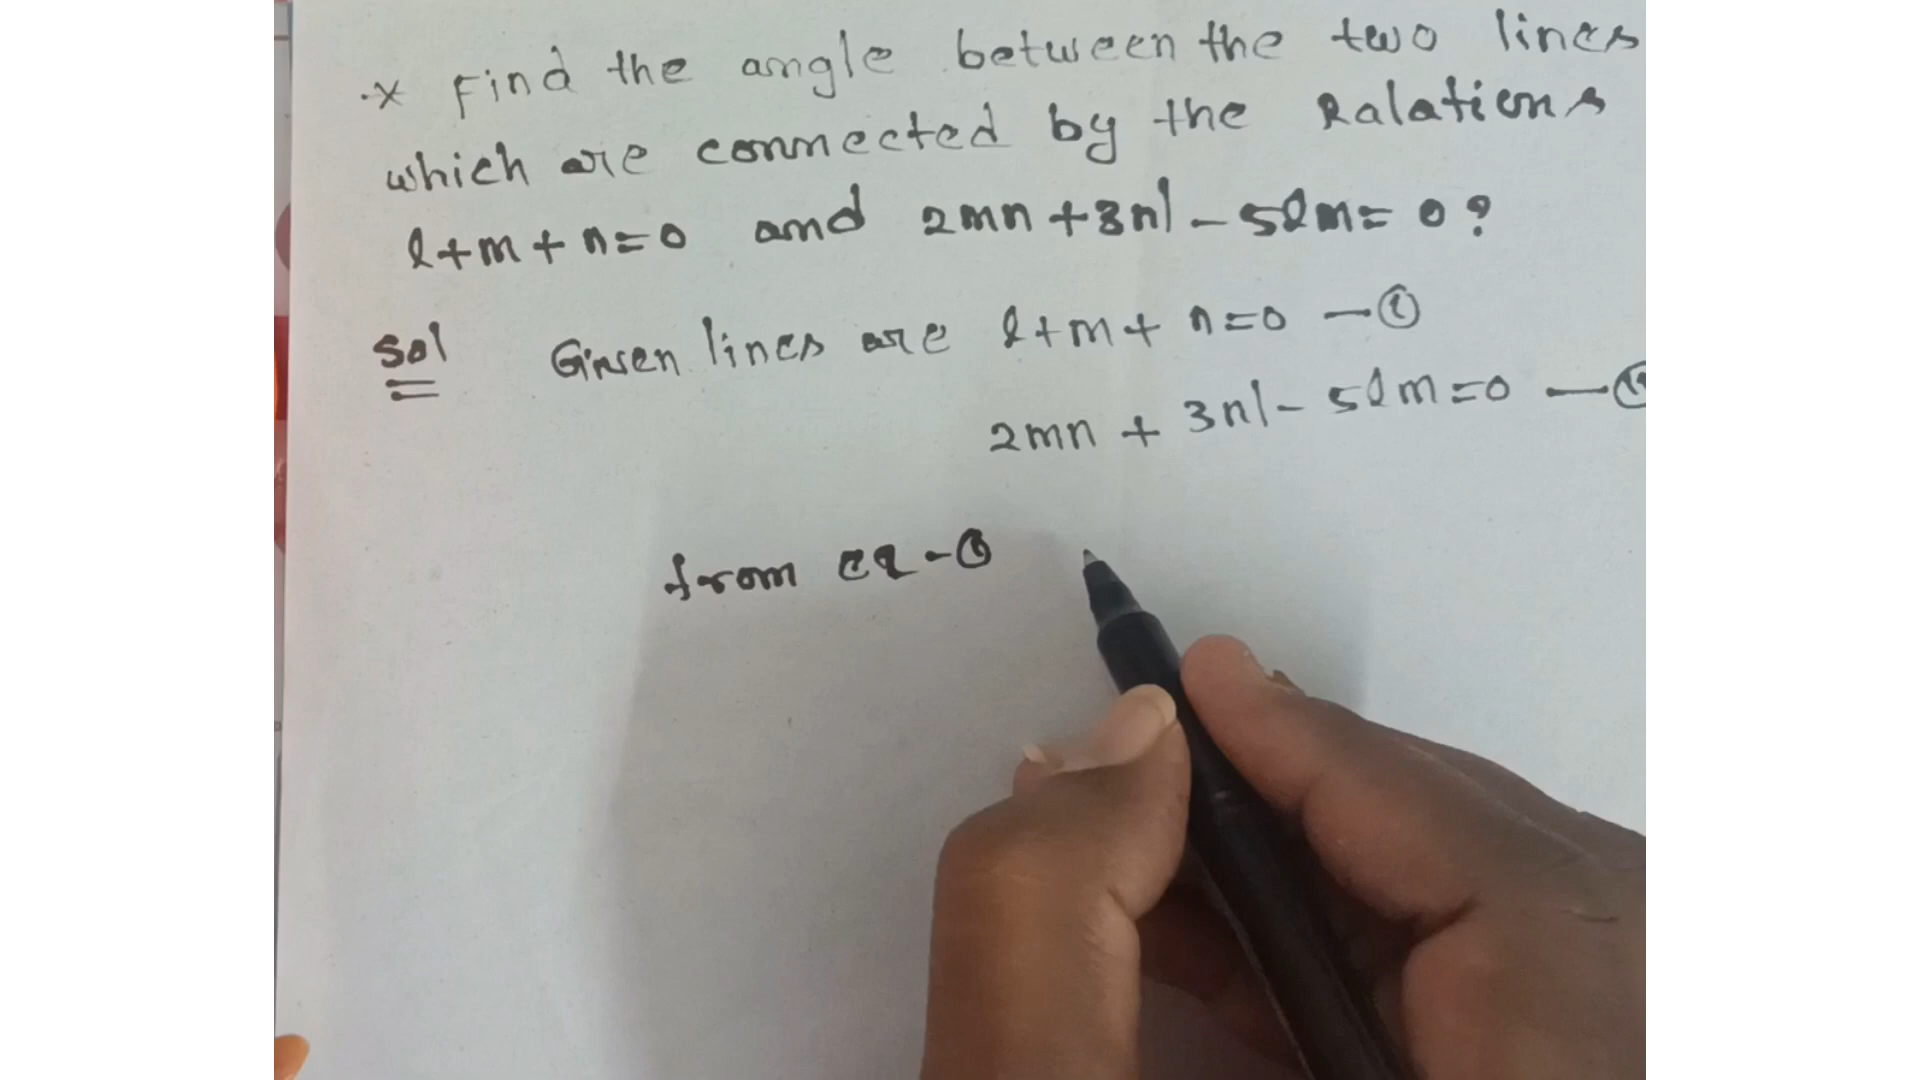 * Find the angle between the two lines
which are connected by the Ralations
l+m+n=0 and 2mn+3nl-5lm=0?
Sol Given lines are l+m+n=0 —①
2mn + 3nl- 5lm=0 —⑪
from eq-①